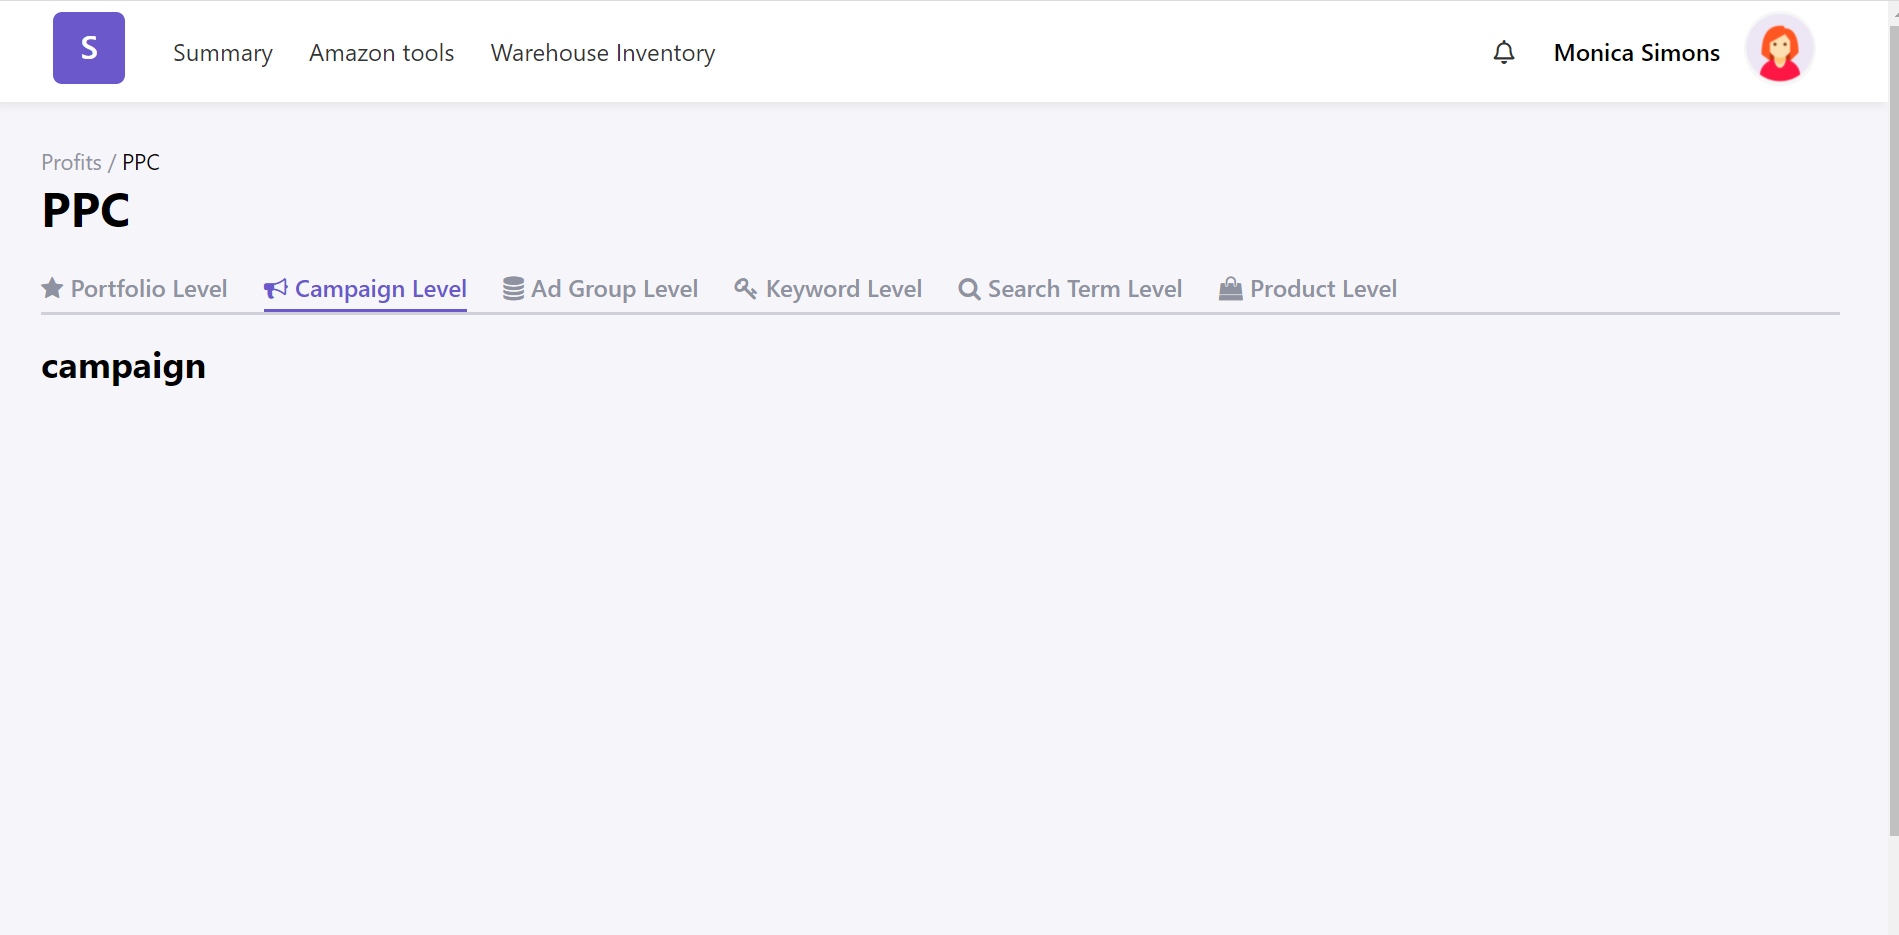 S
Summary Amazon tools Warehouse Inventory Monica Simons
Profits / PPC
PPC
Portfolio Level Campaign Level Ad Group Level Keyword Level Search Term Level Product Level
campaign